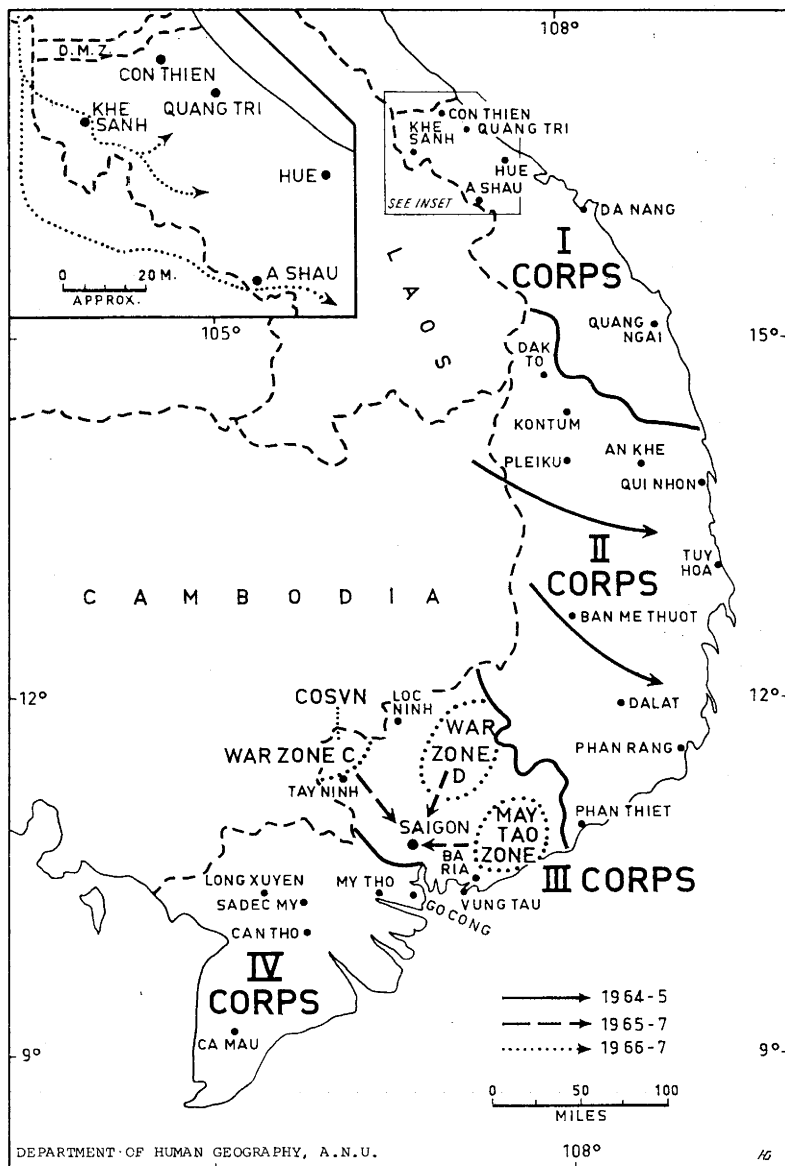 108°
D.M.Z.
CON THIEN
QUANG TRI
KHE
SANH
HUE
A SHAU
0 20 M.
APPROX.
105°
CON THIEN
KHE
SANH
QUANG TRI
HUE
A SHAU
SEE INSET
DA NANG
LAOS
I
CORPS
QUANG
NGAI
15°
DAK
TO
KONTUM
PLEIKU
AN KHE
QUI NHON
II
CORPS
TUY
HOA
CAMBODIA
BAN ME THUOT
12°
12°
DALAT
COSVN
LOC
NINH
WAR
ZONE
D
WAR ZONE C
TAY NINH
PHAN RANG
PHAN THIET
SAIGON
MAY
TAO
ZONE
BA
RIA
III CORPS
LONG XUYEN
MY THO
SADEC MY
GO CONG
VUNG TAU
CAN THO
IV
CORPS
CA MAU
1964-5
1965-7
1966-7
9°
9°
0 50 100
MILES
DEPARTMENT OF HUMAN GEOGRAPHY, A.N.U.
108°
HG